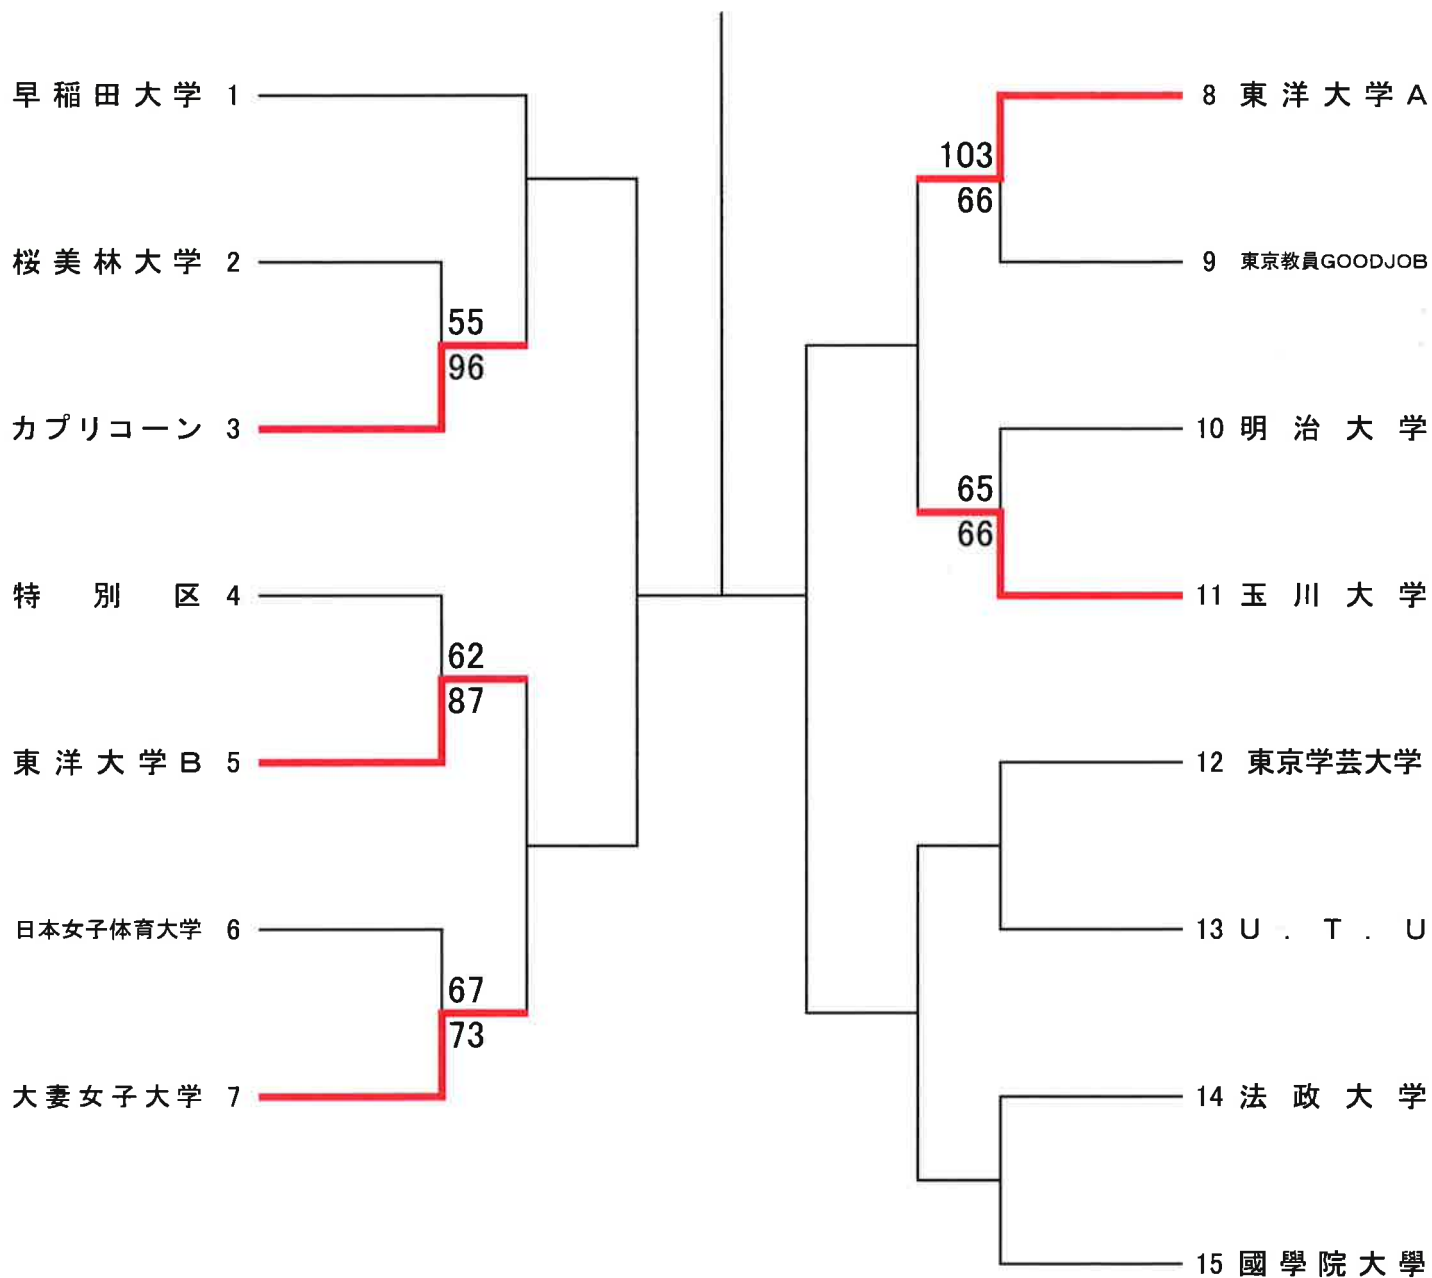 早稲田大学 1
桜美林大学 2
55
96
カプリコーン 3
特別区 4
62
87
東洋大学B 5
日本女子体育大学 6
67
73
大妻女子大学 7
8 東洋大学A
103
66
9 東京教員GOODJOB
10 明治大学
65
66
11 玉川大学
12 東京学芸大学
13 U.T.U
14 法政大学
15 國學院大學